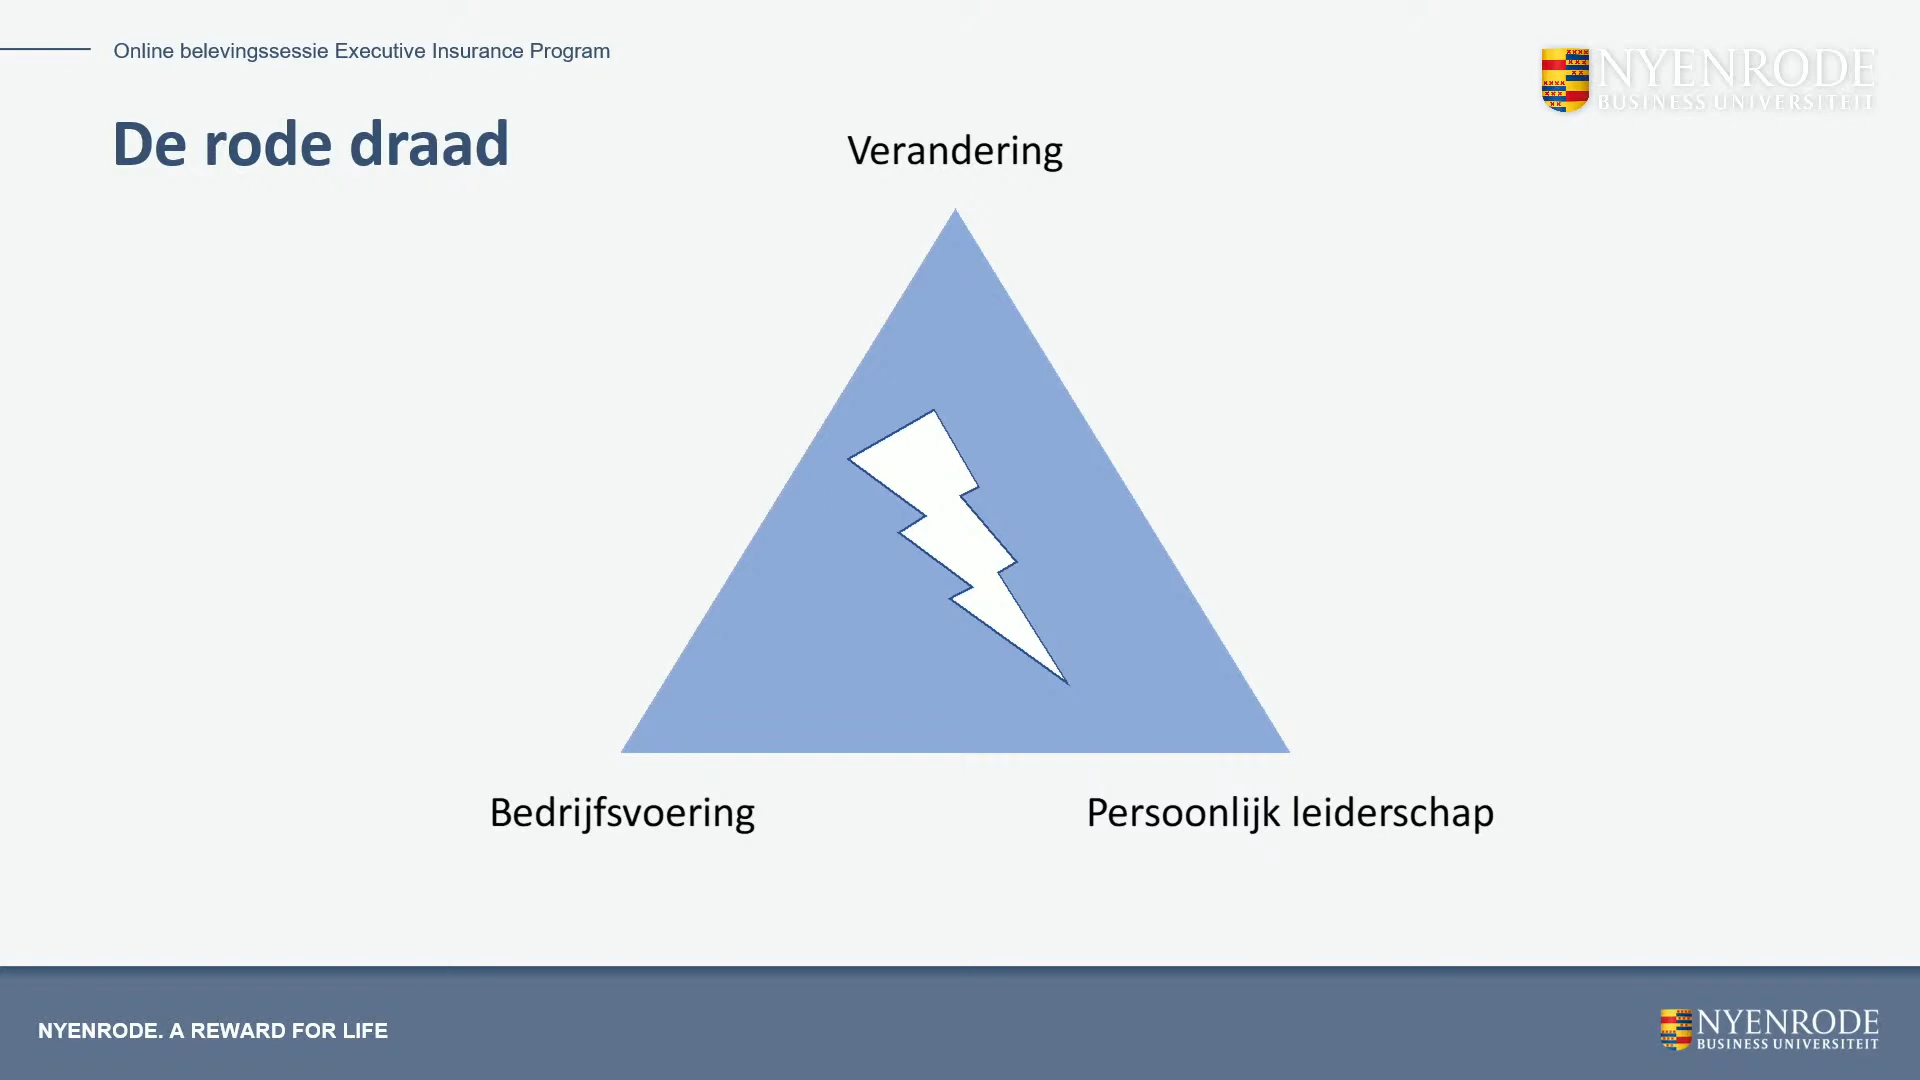 Online belevingssessie Executive Insurance Program
NYENRODE
BUSINESS UNIVERSITEIT
De rode draad
Verandering
Bedrijfsvoering
Persoonlijk leiderschap
NYENRODE. A REWARD FOR LIFE
NYENRODE
BUSINESS UNIVERSITEIT